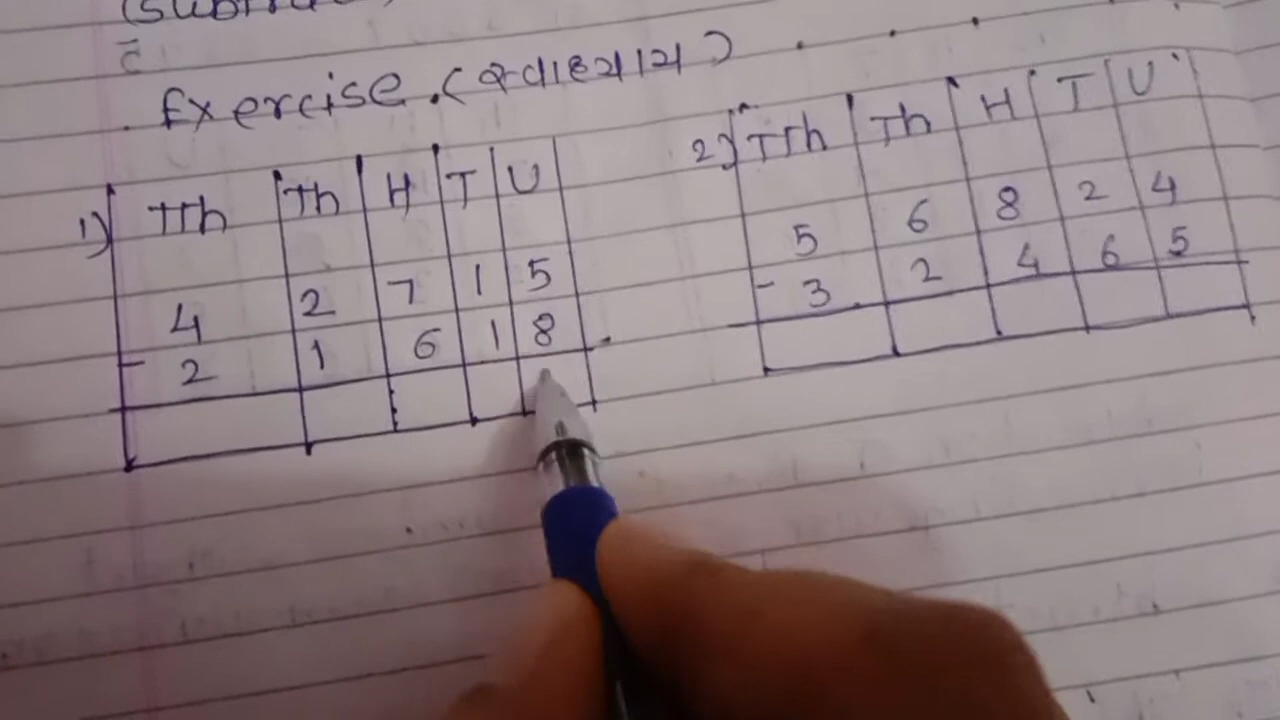 (Subtra
Exercise. (स्वाध्याय)
1) TTh Th H T U
4 2 7 1 5
- 2 1 6 1 8
2) TTh Th H T U
5 6 8 2 4
- 3 2 4 6 5